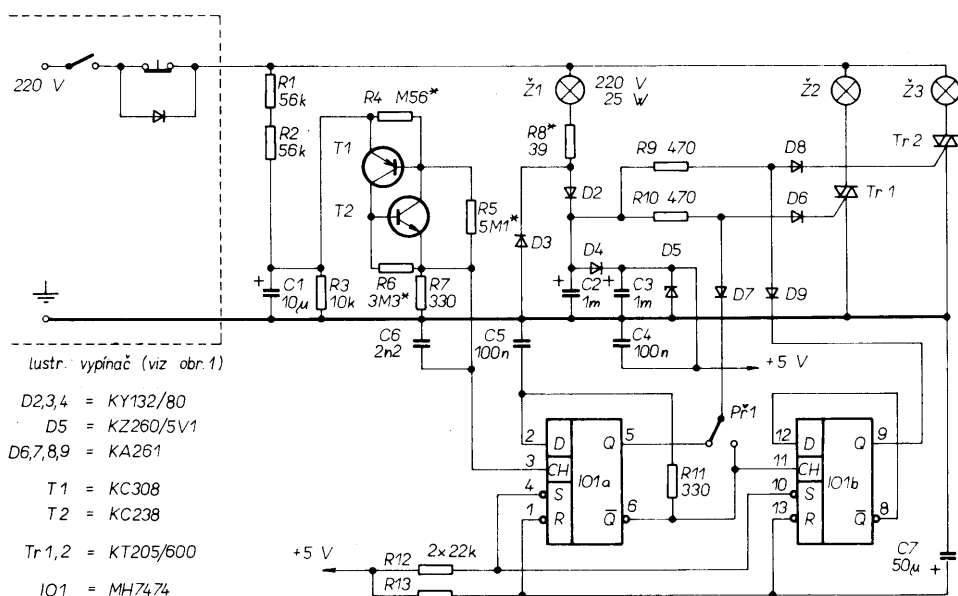 220 V
R1
56k
R2
56k
R4 M56*
T1
T2
R5
5M1*
R6
3M3*
R7
330
C1
10µ
R3
10k
+
Ž1
220 V
25 W
R8*
39
D2
D3
R9 470
R10 470
D8
D6
Ž2
Ž3
Tr 2
Tr 1
D4
D5
+
C2
1m
+
C3
1m
D7
D9
C6
2n2
C5
100n
C4
100n
+5 V
lustr. vypínač (viz obr. 1)
D2,3,4 = KY132/80
D5 = KZ260/5V1
D6,7,8,9 = KA261
T1 = KC308
T2 = KC238
Tr 1,2 = KT205/600
IO1 = MH7474
2 D Q 5
3 CH
4 S
1 R Q 6
IO1a
Př1
R11
330
12 D Q 9
11 CH
10 S
13 R Q 8
IO1b
+5 V
R12 2×22k
R13
C7
50µ +